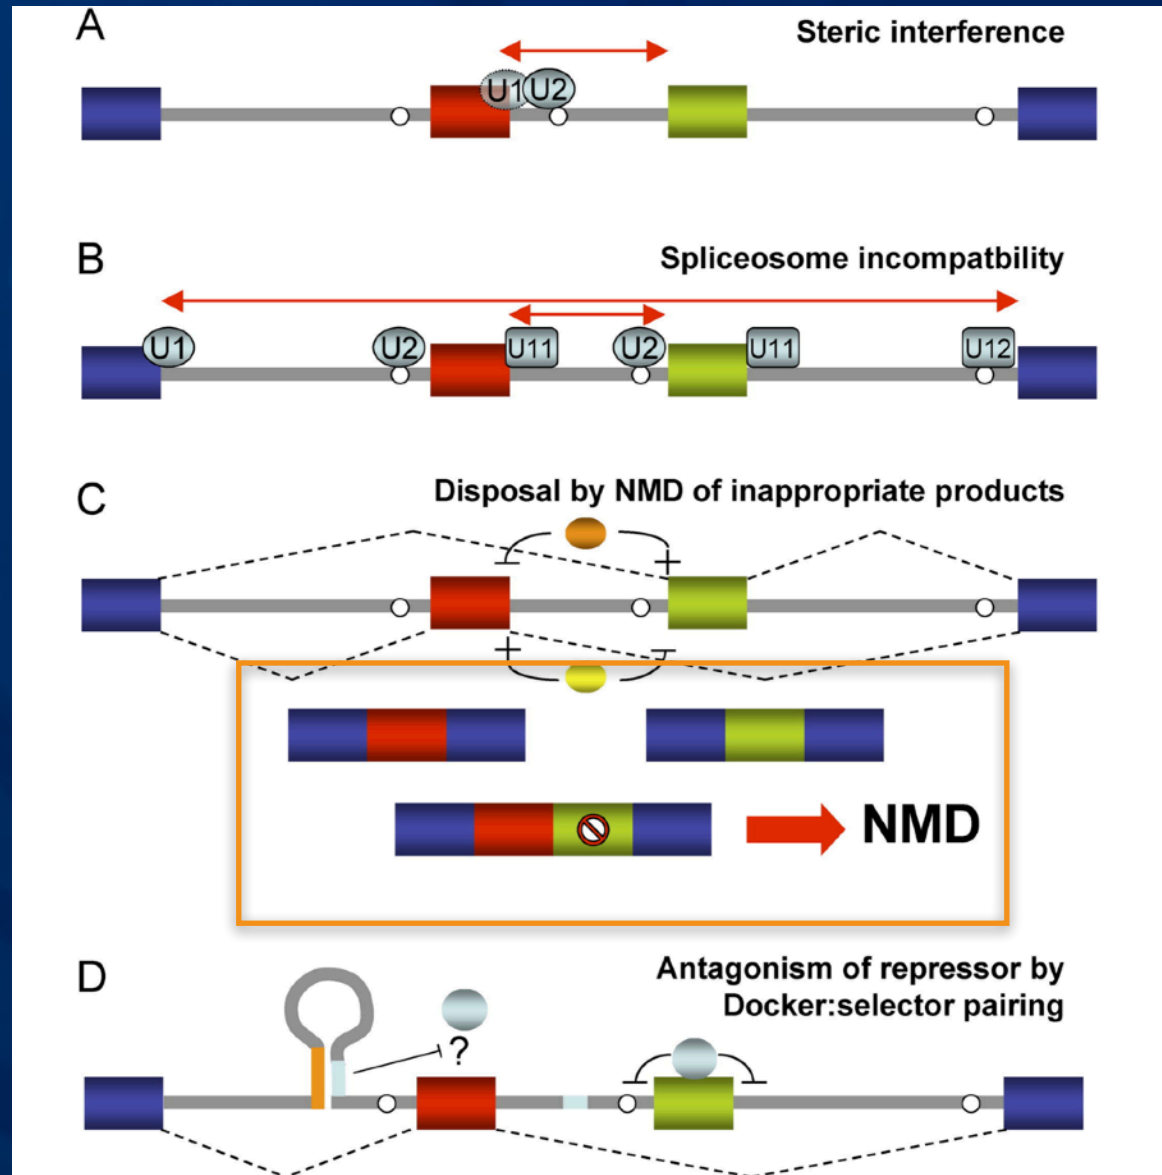 A
Steric interference
U1 U2
B
Spliceosome incompatbility
U1 U2 U11 U2 U11 U12
C
Disposal by NMD of inappropriate products
+
+
NMD
D
Antagonism of repressor by
Docker:selector pairing
?